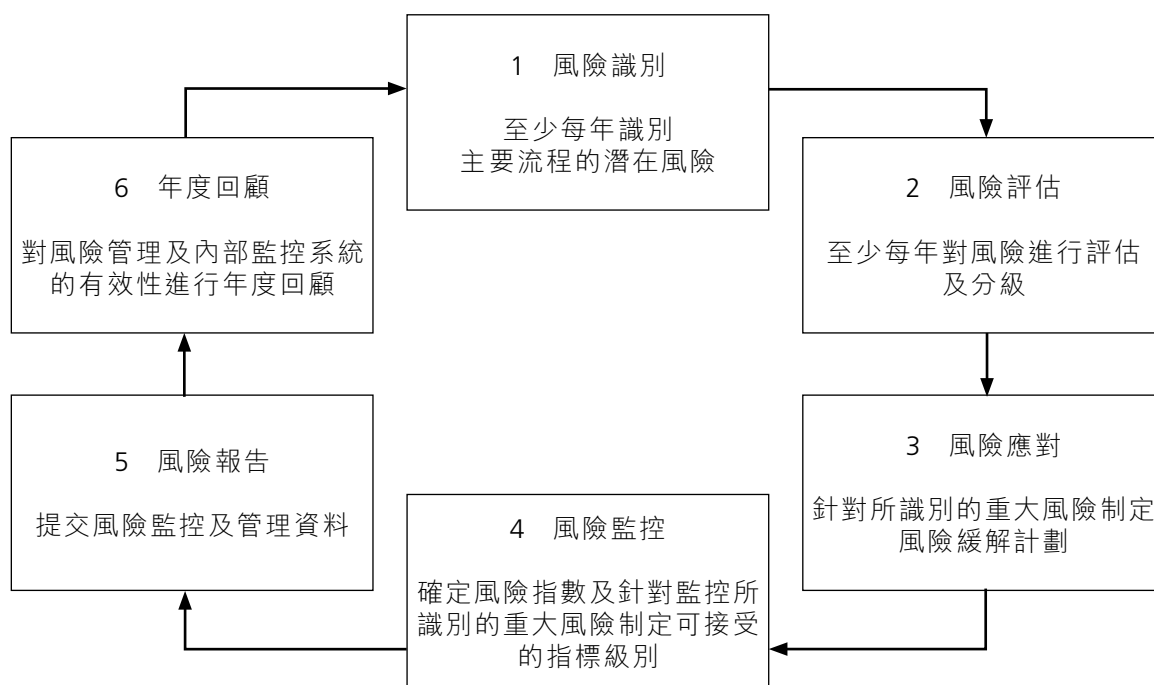 1 風險識別
至少每年識別
主要流程的潛在風險
2 風險評估
至少每年對風險進行評估
及分級
3 風險應對
針對所識別的重大風險制定
風險緩解計劃
4 風險監控
確定風險指數及針對監控所
識別的重大風險制定可接受
的指標級別
5 風險報告
提交風險監控及管理資料
6 年度回顧
對風險管理及內部監控系統
的有效性進行年度回顧